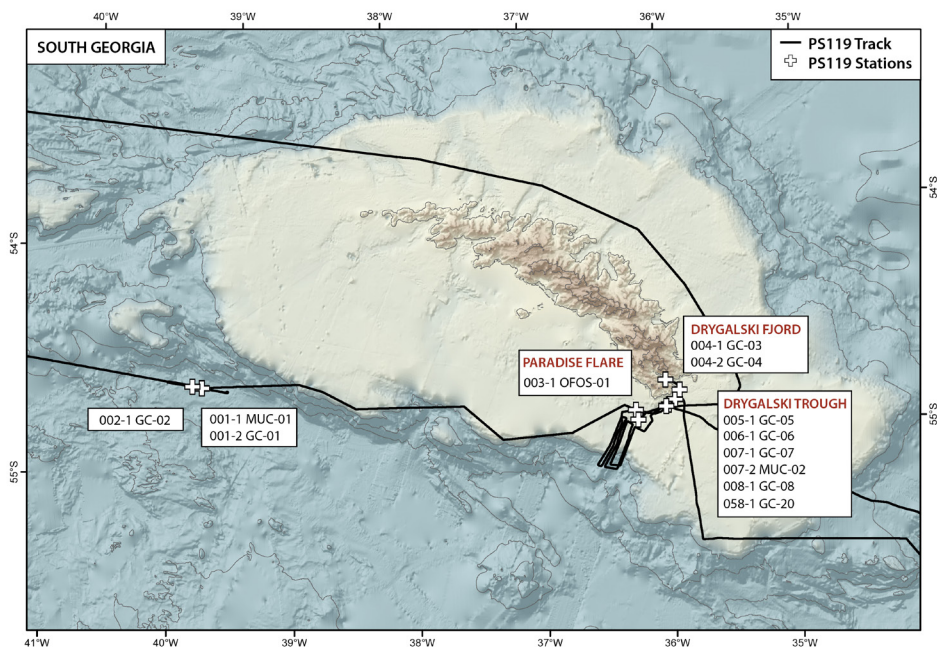 40°W
39°W
38°W
37°W
36°W
35°W
SOUTH GEORGIA
PS119 Track
PS119 Stations
54°S
54°S
DRYGALSKI FJORD
004-1 GC-03
004-2 GC-04
PARADISE FLARE
003-1 OFOS-01
DRYGALSKI TROUGH
005-1 GC-05
006-1 GC-06
007-1 GC-07
007-2 MUC-02
008-1 GC-08
058-1 GC-20
002-1 GC-02
001-1 MUC-01
001-2 GC-01
55°S
55°S
41°W
40°W
39°W
38°W
37°W
36°W
35°W